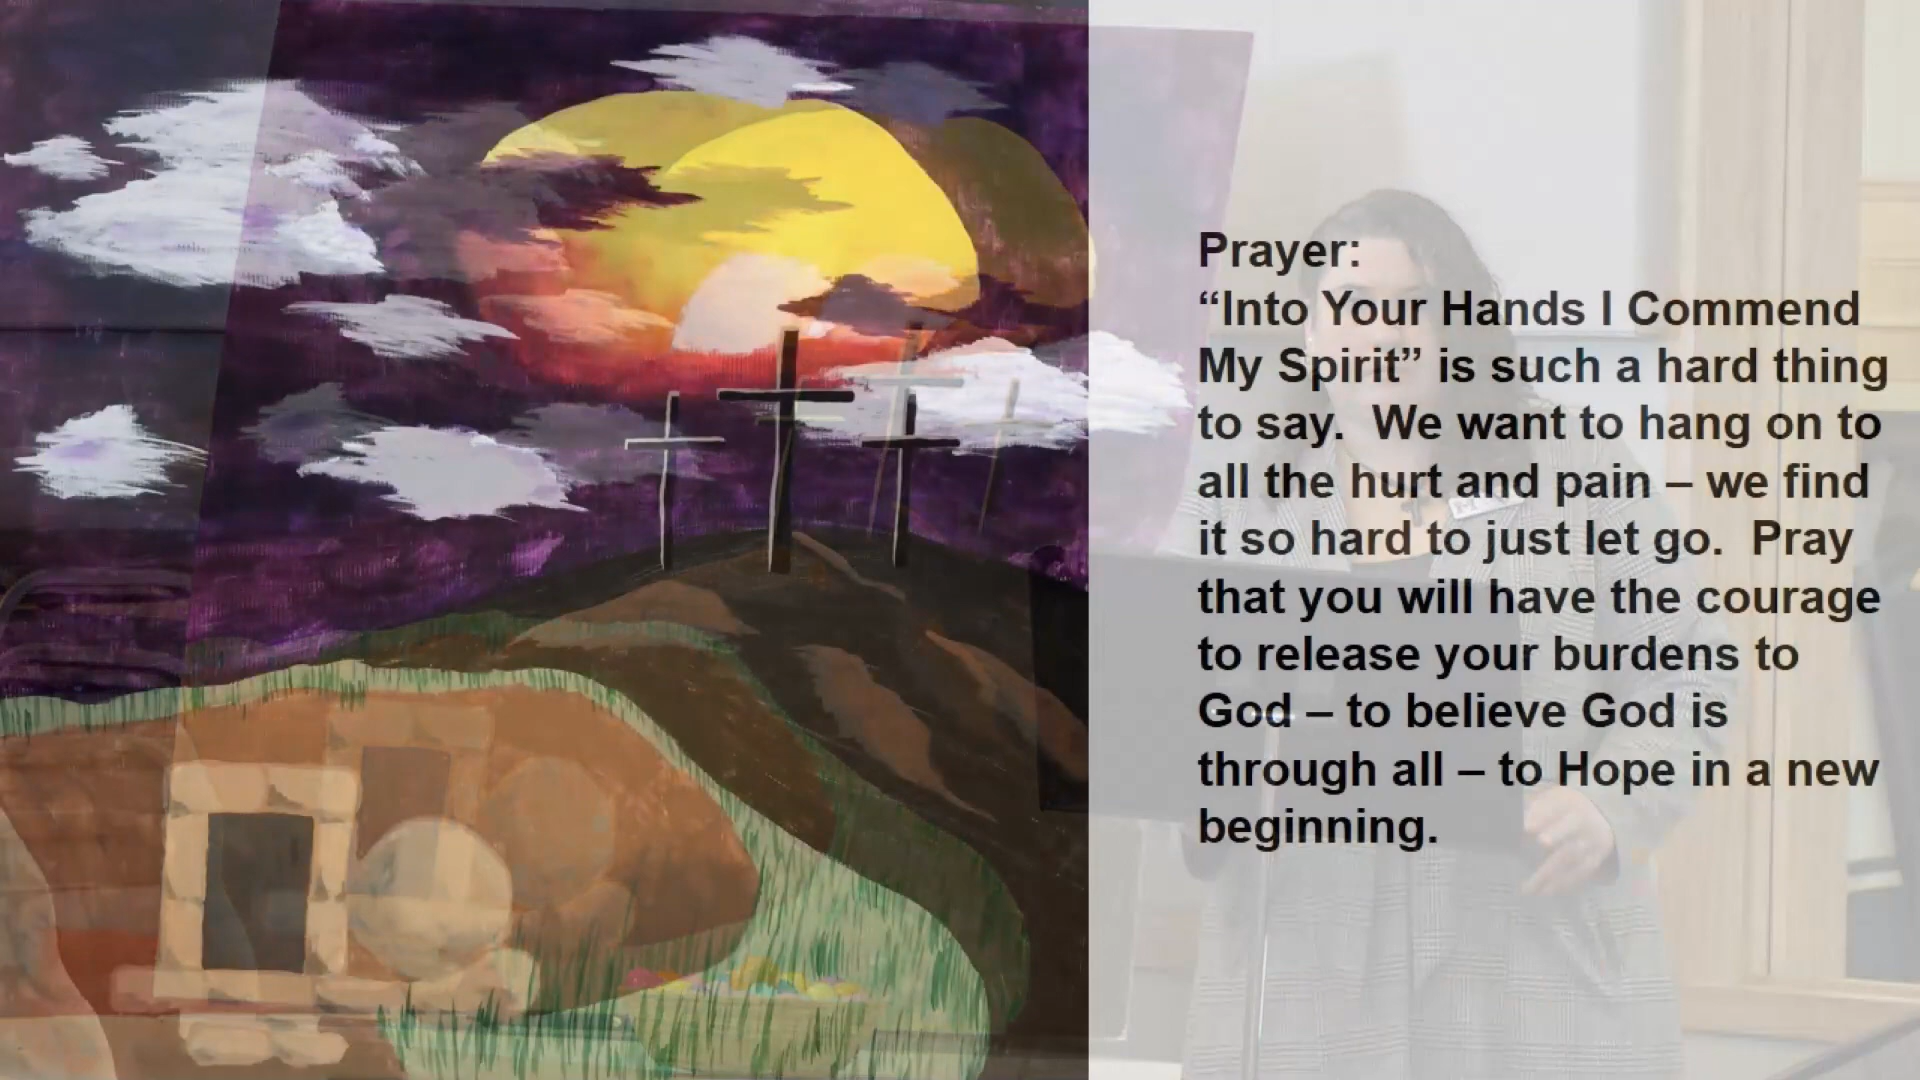 Prayer:
“Into Your Hands I Commend
My Spirit” is such a hard thing
to say.  We want to hang on to
all the hurt and pain – we find
it so hard to just let go.  Pray
that you will have the courage
to release your burdens to
God – to believe God is
through all – to Hope in a new
beginning.